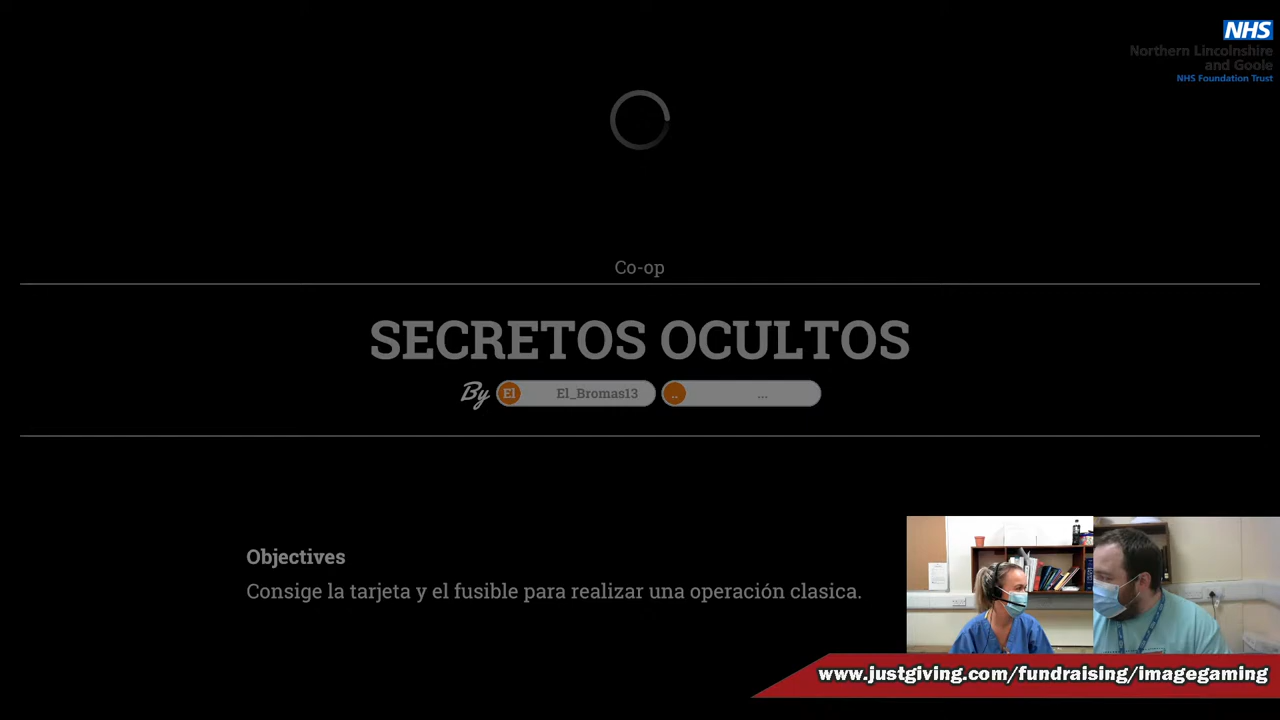 NHS
Northern Lincolnshire
and Goole
NHS Foundation Trust
Co-op
SECRETOS OCULTOS
By El El_Bromas13 .. ...
Objectives
Consige la tarjeta y el fusible para realizar una operación clasica.
www.justgiving.com/fundraising/imagegaming